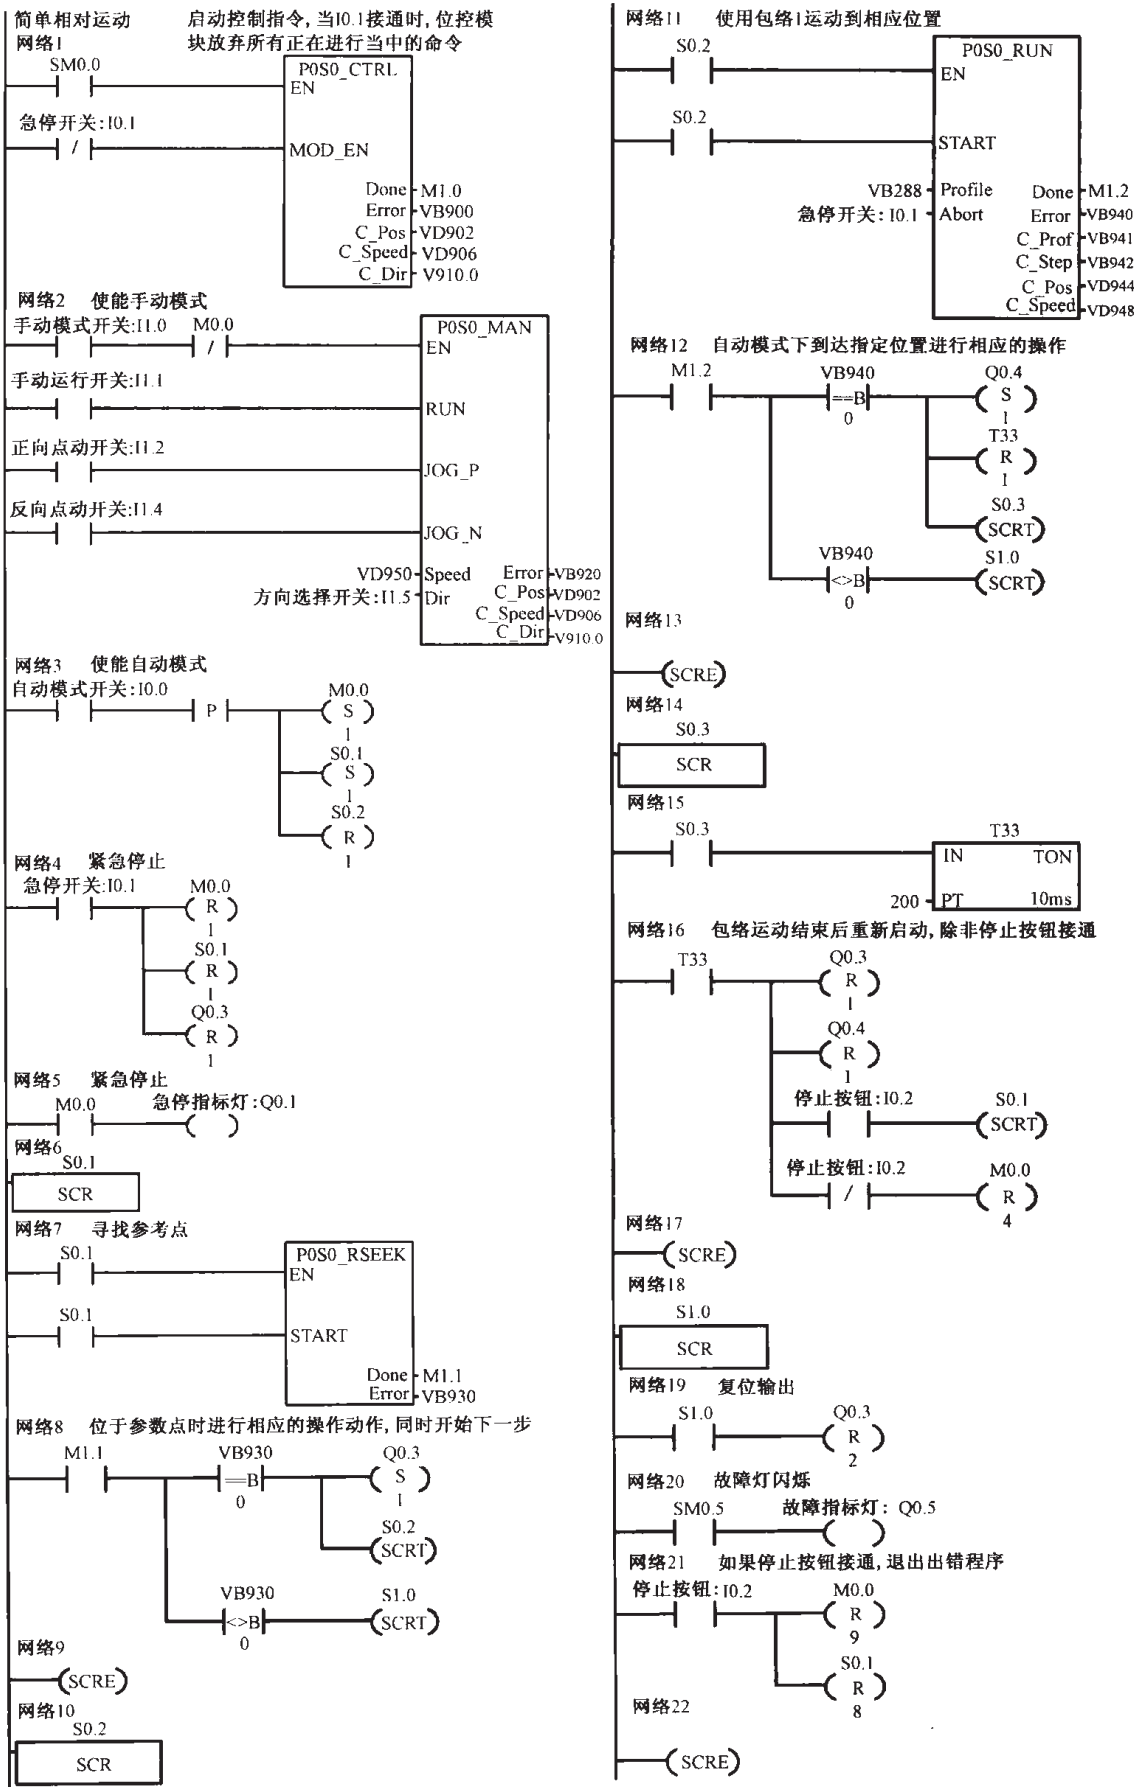 简单相对运动
启动控制指令,当I0.1接通时,位控模
块放弃所有正在进行当中的命令
网络1
SM0.0
P0S0_CTRL
EN
急停开关:I0.1
/
MOD_EN
Done M1.0
Error VB900
C_Pos VD902
C_Speed VD906
C_Dir V910.0
网络2 使能手动模式
手动模式开关:I1.0 M0.0
/
P0S0_MAN
EN
手动运行开关:I1.1
RUN
正向点动开关:I1.2
JOG_P
反向点动开关:I1.4
JOG_N
VD950 Speed Error VB920
方向选择开关:I1.5 Dir C_Pos VD902
C_Speed VD906
C_Dir V910.0
网络3 使能自动模式
自动模式开关:I0.0
P
M0.0
S
1
S0.1
S
1
S0.2
R
1
网络4 紧急停止
急停开关:I0.1 M0.0
R
1
S0.1
R
1
Q0.3
R
1
网络5 紧急停止
M0.0 急停指标灯:Q0.1
网络6
S0.1
SCR
网络7 寻找参考点
S0.1
P0S0_RSEEK
EN
S0.1
START
Done M1.1
Error VB930
网络8 位于参数点时进行相应的操作动作,同时开始下一步
M1.1 VB930 Q0.3
==B S
0 1
S0.2
SCRT
VB930 S1.0
<>B SCRT
0
网络9
SCRE
网络10
S0.2
SCR
网络11 使用包络1运动到相应位置
S0.2
P0S0_RUN
EN
S0.2
START
VB288 Profile Done M1.2
急停开关:I0.1 Abort Error VB940
C_Prof VB941
C_Step VB942
C_Pos VD944
C_Speed VD948
网络12 自动模式下到达指定位置进行相应的操作
M1.2 VB940 Q0.4
==B S
0 1
T33
R
1
S0.3
SCRT
VB940 S1.0
<>B SCRT
0
网络13
SCRE
网络14
S0.3
SCR
网络15
S0.3 T33
IN TON
200 PT 10ms
网络16 包络运动结束后重新启动,除非停止按钮接通
T33 Q0.3
R
1
Q0.4
R
1
停止按钮:I0.2 S0.1
SCRT
停止按钮:I0.2 M0.0
/ R
4
网络17
SCRE
网络18
S1.0
SCR
网络19 复位输出
S1.0 Q0.3
R
2
网络20 故障灯闪烁
SM0.5 故障指标灯: Q0.5
网络21 如果停止按钮接通,退出出错程序
停止按钮:I0.2 M0.0
R
9
S0.1
R
8
网络22
SCRE